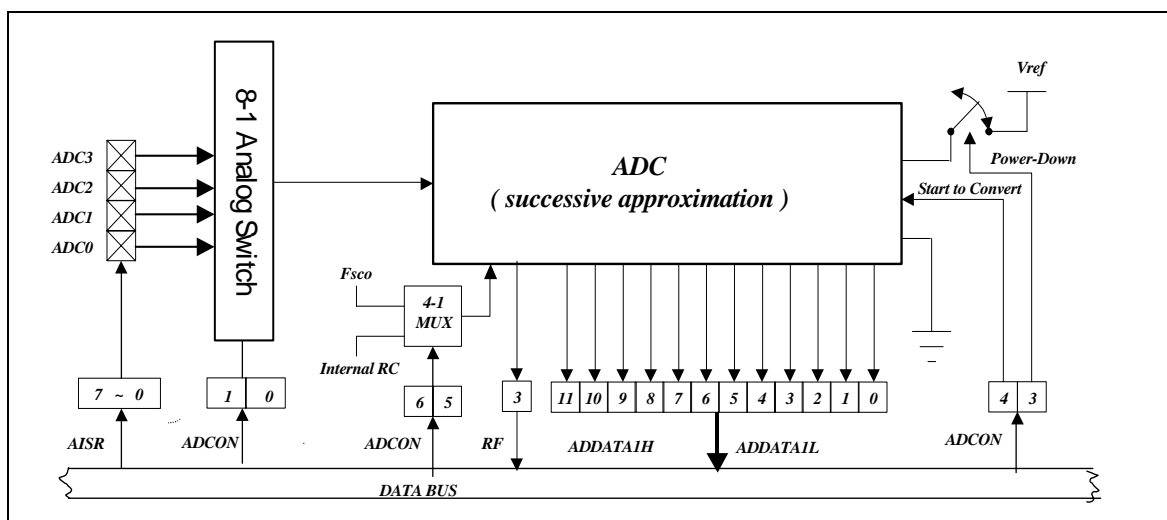 Vref
8-1 Analog Switch
ADC3
ADC2
ADC1
ADC0
ADC
( successive approximation )
Power-Down
Start to Convert
Fsco
4-1
MUX
Internal RC
7 ~ 0
1 0
6 5
3
11 10 9 8 7 6 5 4 3 2 1 0
4 3
AISR
ADCON
ADCON
RF
ADDATA1H
ADDATA1L
ADCON
DATA BUS